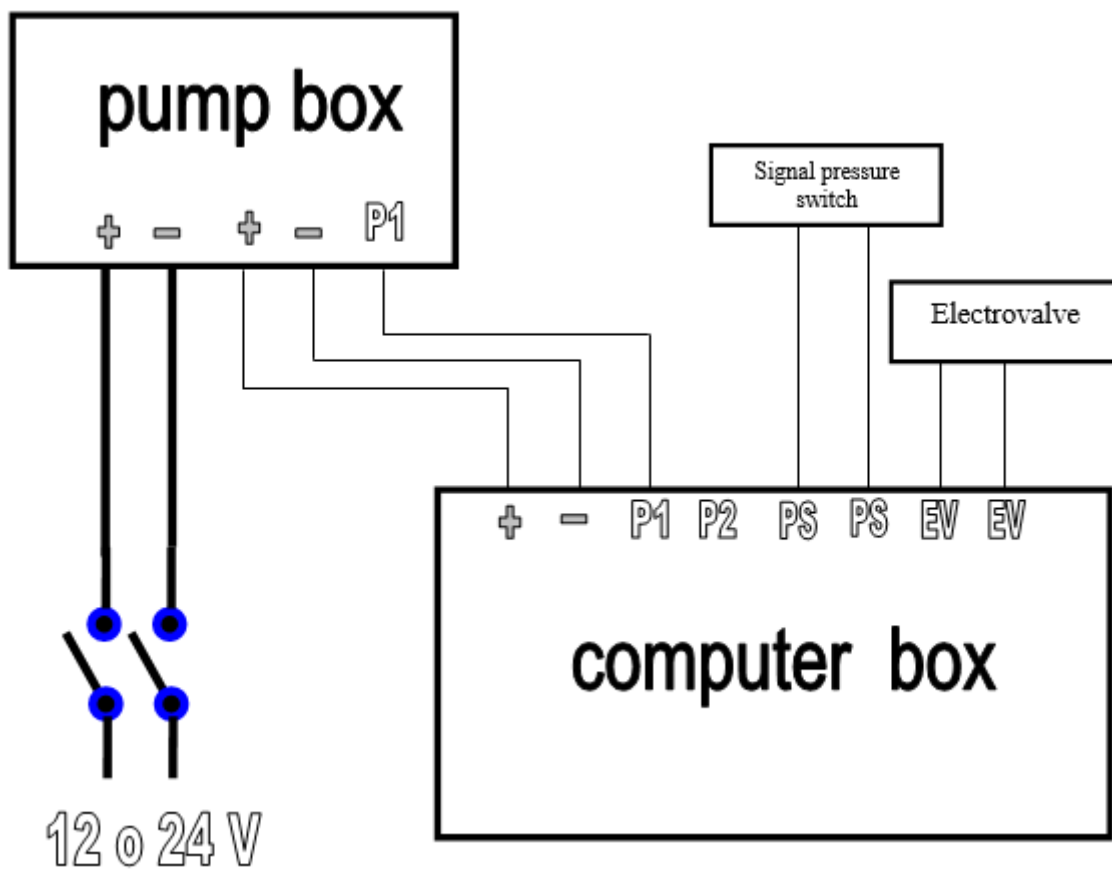 pump box
+ - + - P1
Signal pressure
switch
Electrovalve
+ - P1 P2 PS PS EV EV
computer box
12 o 24 V